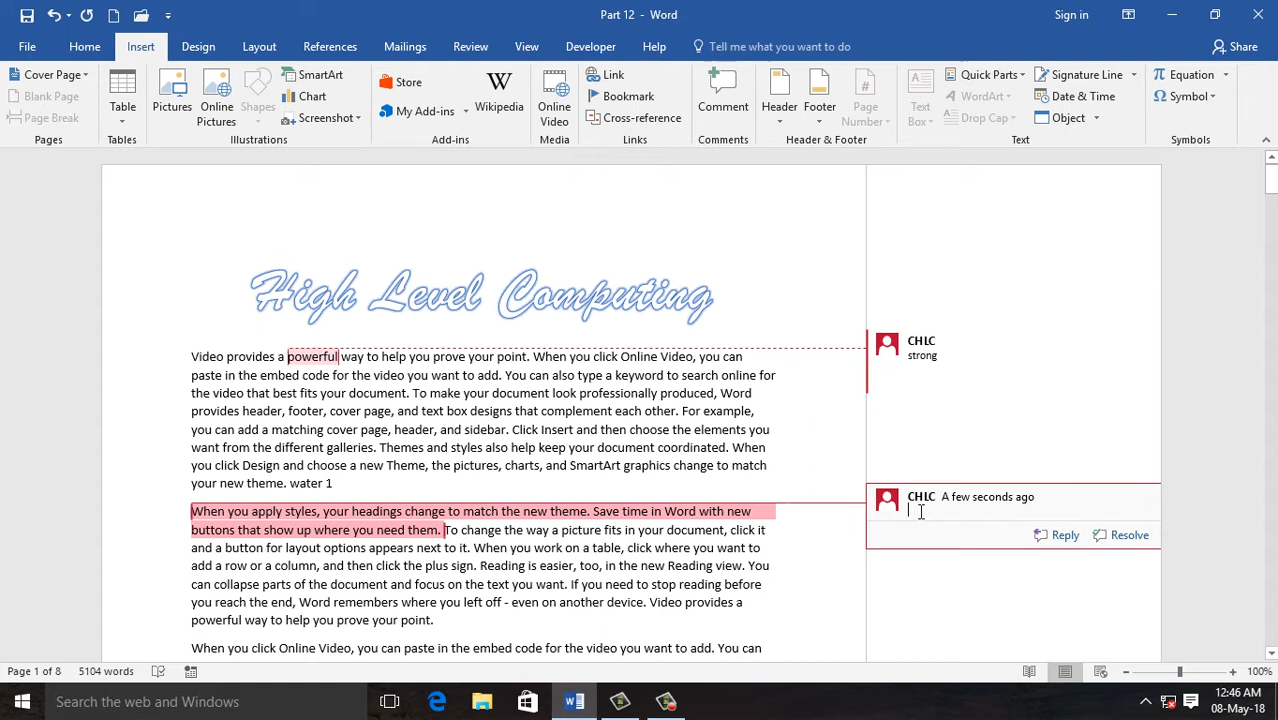 Part 12 - Word
Sign in
File Home Insert Design Layout References Mailings Review View Developer Help Tell me what you want to do Share
Cover Page
Blank Page
Page Break
Pages
Table
Tables
Pictures
Online Pictures
Shapes
SmartArt
Chart
Screenshot
Illustrations
Store
My Add-ins
Wikipedia
Add-ins
Online Video
Media
Link
Bookmark
Cross-reference
Links
Comment
Comments
Header
Footer
Page Number
Header & Footer
Text Box
Quick Parts
WordArt
Drop Cap
Signature Line
Date & Time
Object
Text
Equation
Symbol
Symbols
High Level Computing
Video provides a powerful way to help you prove your point. When you click Online Video, you can
paste in the embed code for the video you want to add. You can also type a keyword to search online for
the video that best fits your document. To make your document look professionally produced, Word
provides header, footer, cover page, and text box designs that complement each other. For example,
you can add a matching cover page, header, and sidebar. Click Insert and then choose the elements you
want from the different galleries. Themes and styles also help keep your document coordinated. When
you click Design and choose a new Theme, the pictures, charts, and SmartArt graphics change to match
your new theme. water 1
When you apply styles, your headings change to match the new theme. Save time in Word with new
buttons that show up where you need them. To change the way a picture fits in your document, click it
and a button for layout options appears next to it. When you work on a table, click where you want to
add a row or a column, and then click the plus sign. Reading is easier, too, in the new Reading view. You
can collapse parts of the document and focus on the text you want. If you need to stop reading before
you reach the end, Word remembers where you left off - even on another device. Video provides a
powerful way to help you prove your point.
When you click Online Video, you can paste in the embed code for the video you want to add. You can
CHLC
strong
CHLC A few seconds ago
Reply Resolve
Page 1 of 8 5104 words
100%
Search the web and Windows
12:46 AM
08-May-18